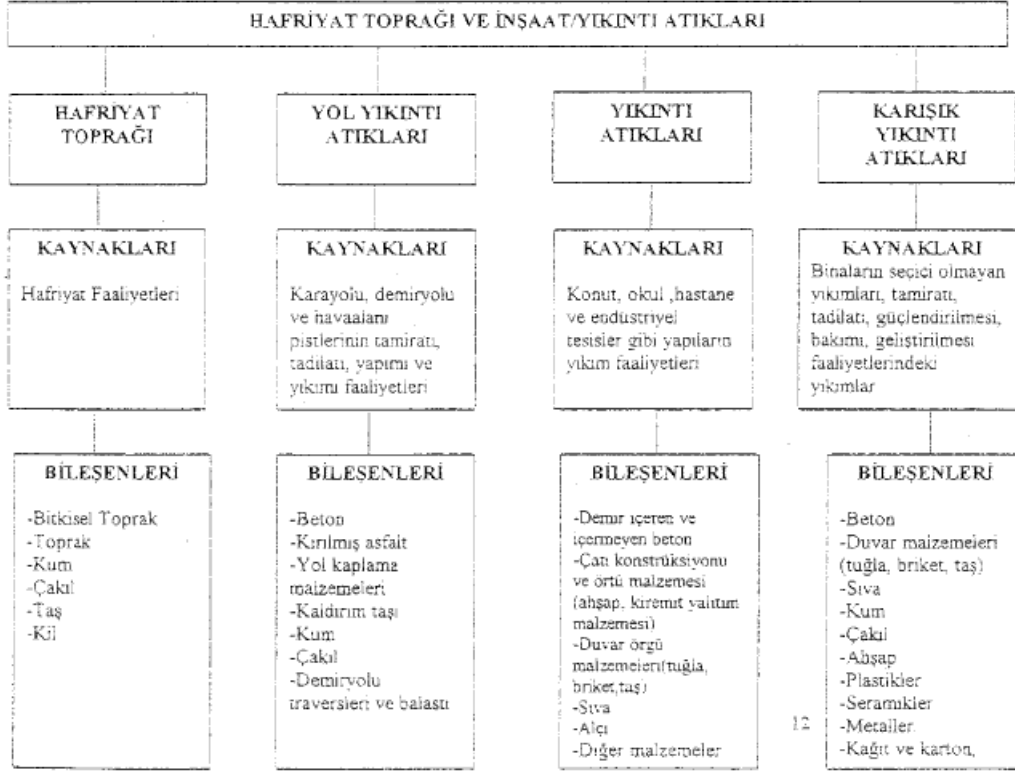 HAFRİYAT TOPRAĞI VE İNŞAAT/YIKINTI ATIKLARI
HAFRİYAT
TOPRAĞI
KAYNAKLARI
Hafriyat Faaliyetleri
BİLEŞENLERİ
-Bitkisel Toprak
-Toprak
-Kum
-Çakıl
-Taş
-Kil
YOL YIKINTI
ATIKLARI
KAYNAKLARI
Karayolu, demiryolu
ve havaalanı
pistlerinin tamiratı,
tadilatı, yapımı ve
yıkımı faaliyetleri
BİLEŞENLERİ
-Beton
-Kırılmış asfalt
-Yol kaplama
malzemeleri
-Kaldırım taşı
-Kum
-Çakıl
-Demiryolu
traversleri ve balastı
YIKINTI
ATIKLARI
KAYNAKLARI
Konut, okul ,hastane
ve endüstriyel
tesisler gibi yapıların
yıkım faaliyetleri
BİLEŞENLERİ
-Demir içeren ve
içermeyen beton
-Çatı konstrüksiyonu
ve örtü malzemesi
(ahşap, kiremit yalıtım
malzemesi)
-Duvar örgü
malzemeleri(tuğla,
briket,taş)
-Sıva
-Alçı
-Diğer malzemeler
KARIŞIK
YIKINTI
ATIKLARI
KAYNAKLARI
Binaların seçici olmayan
yıkımları, tamiratı,
tadilatı, güçlendirilmesi,
bakımı, geliştirilmesi
faaliyetlerindeki
yıkımlar
BİLEŞENLERİ
-Beton
-Duvar malzemeleri
(tuğla, briket, taş)
-Sıva
-Kum
-Çakıl
-Ahşap
-Plastikler
-Seramikler
-Metaller
-Kağıt ve karton,
12